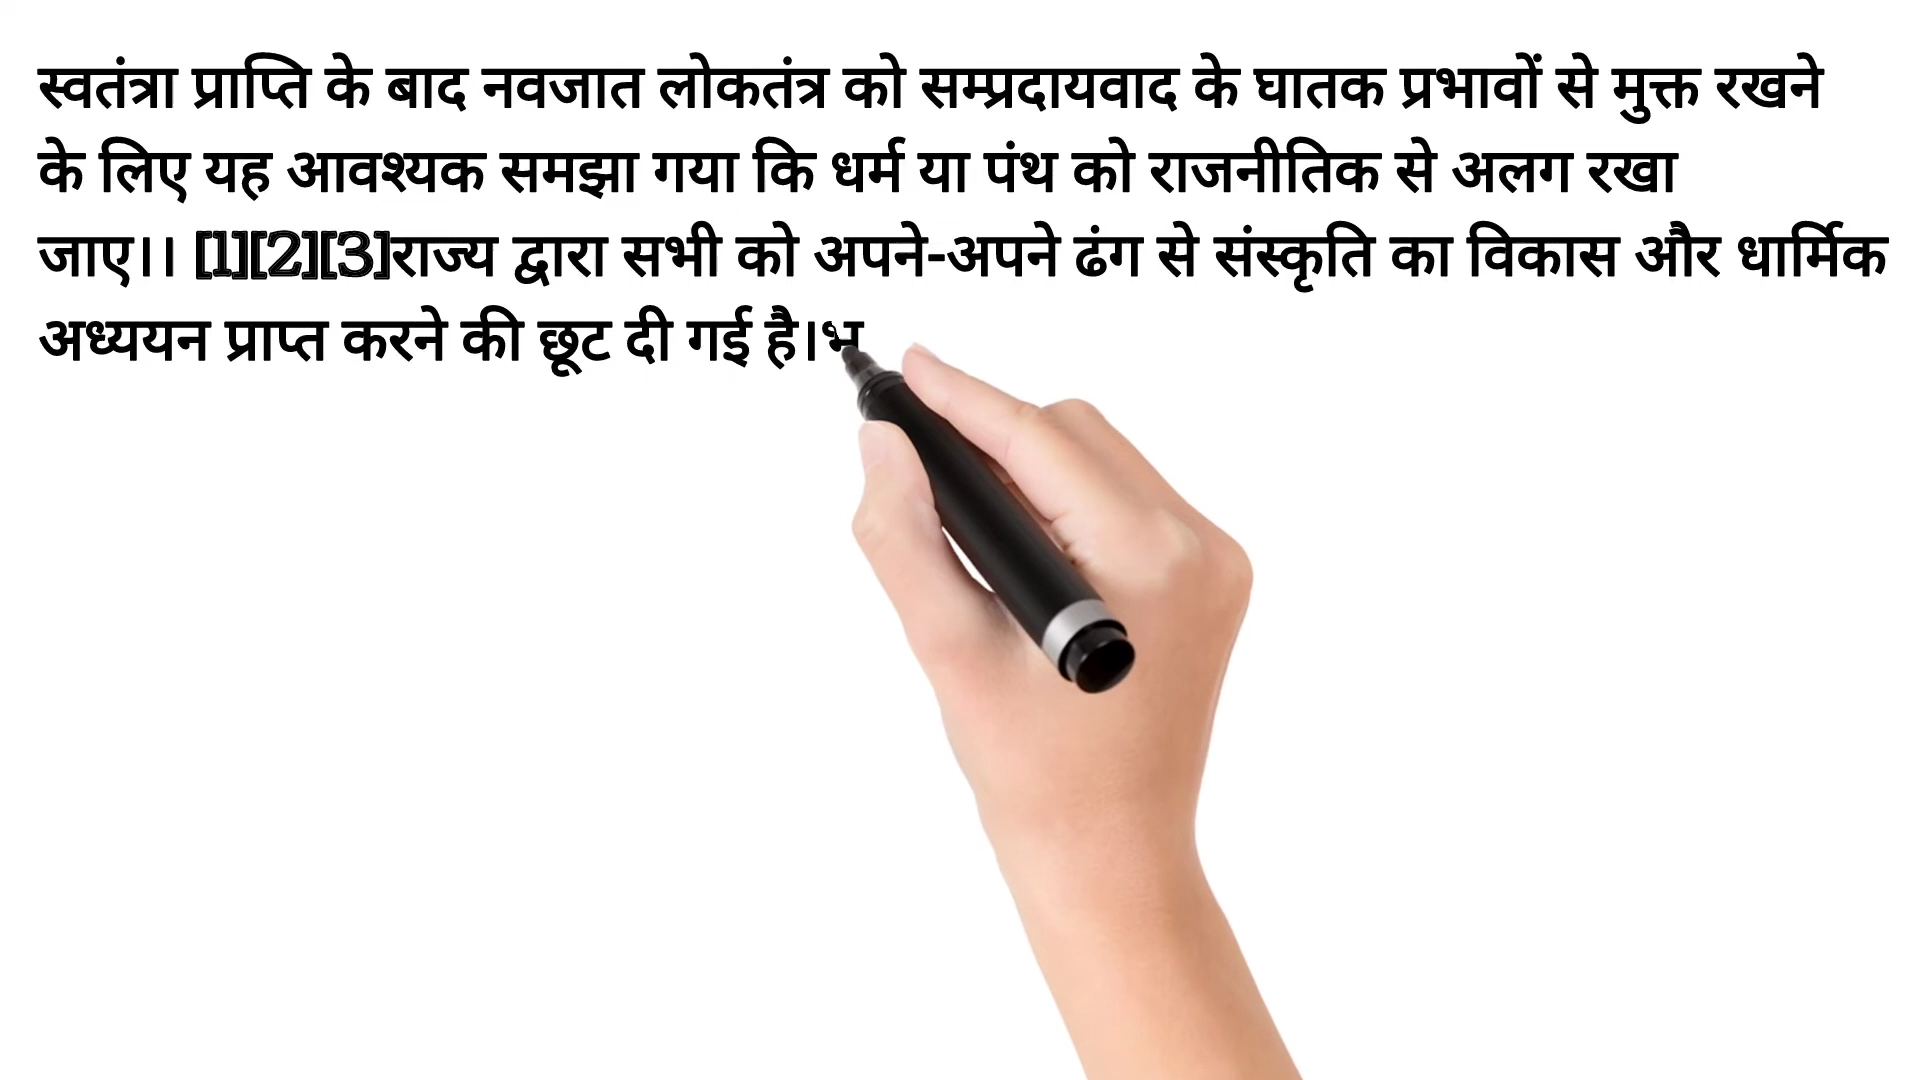 स्वतंत्रा प्राप्ति के बाद नवजात लोकतंत्र को सम्प्रदायवाद के घातक प्रभावों से मुक्त रखने
के लिए यह आवश्यक समझा गया कि धर्म या पंथ को राजनीतिक से अलग रखा
जाए।। [1][2][3]राज्य द्वारा सभी को अपने-अपने ढंग से संस्कृति का विकास और धार्मिक
अध्ययन प्राप्त करने की छूट दी गई है।भ